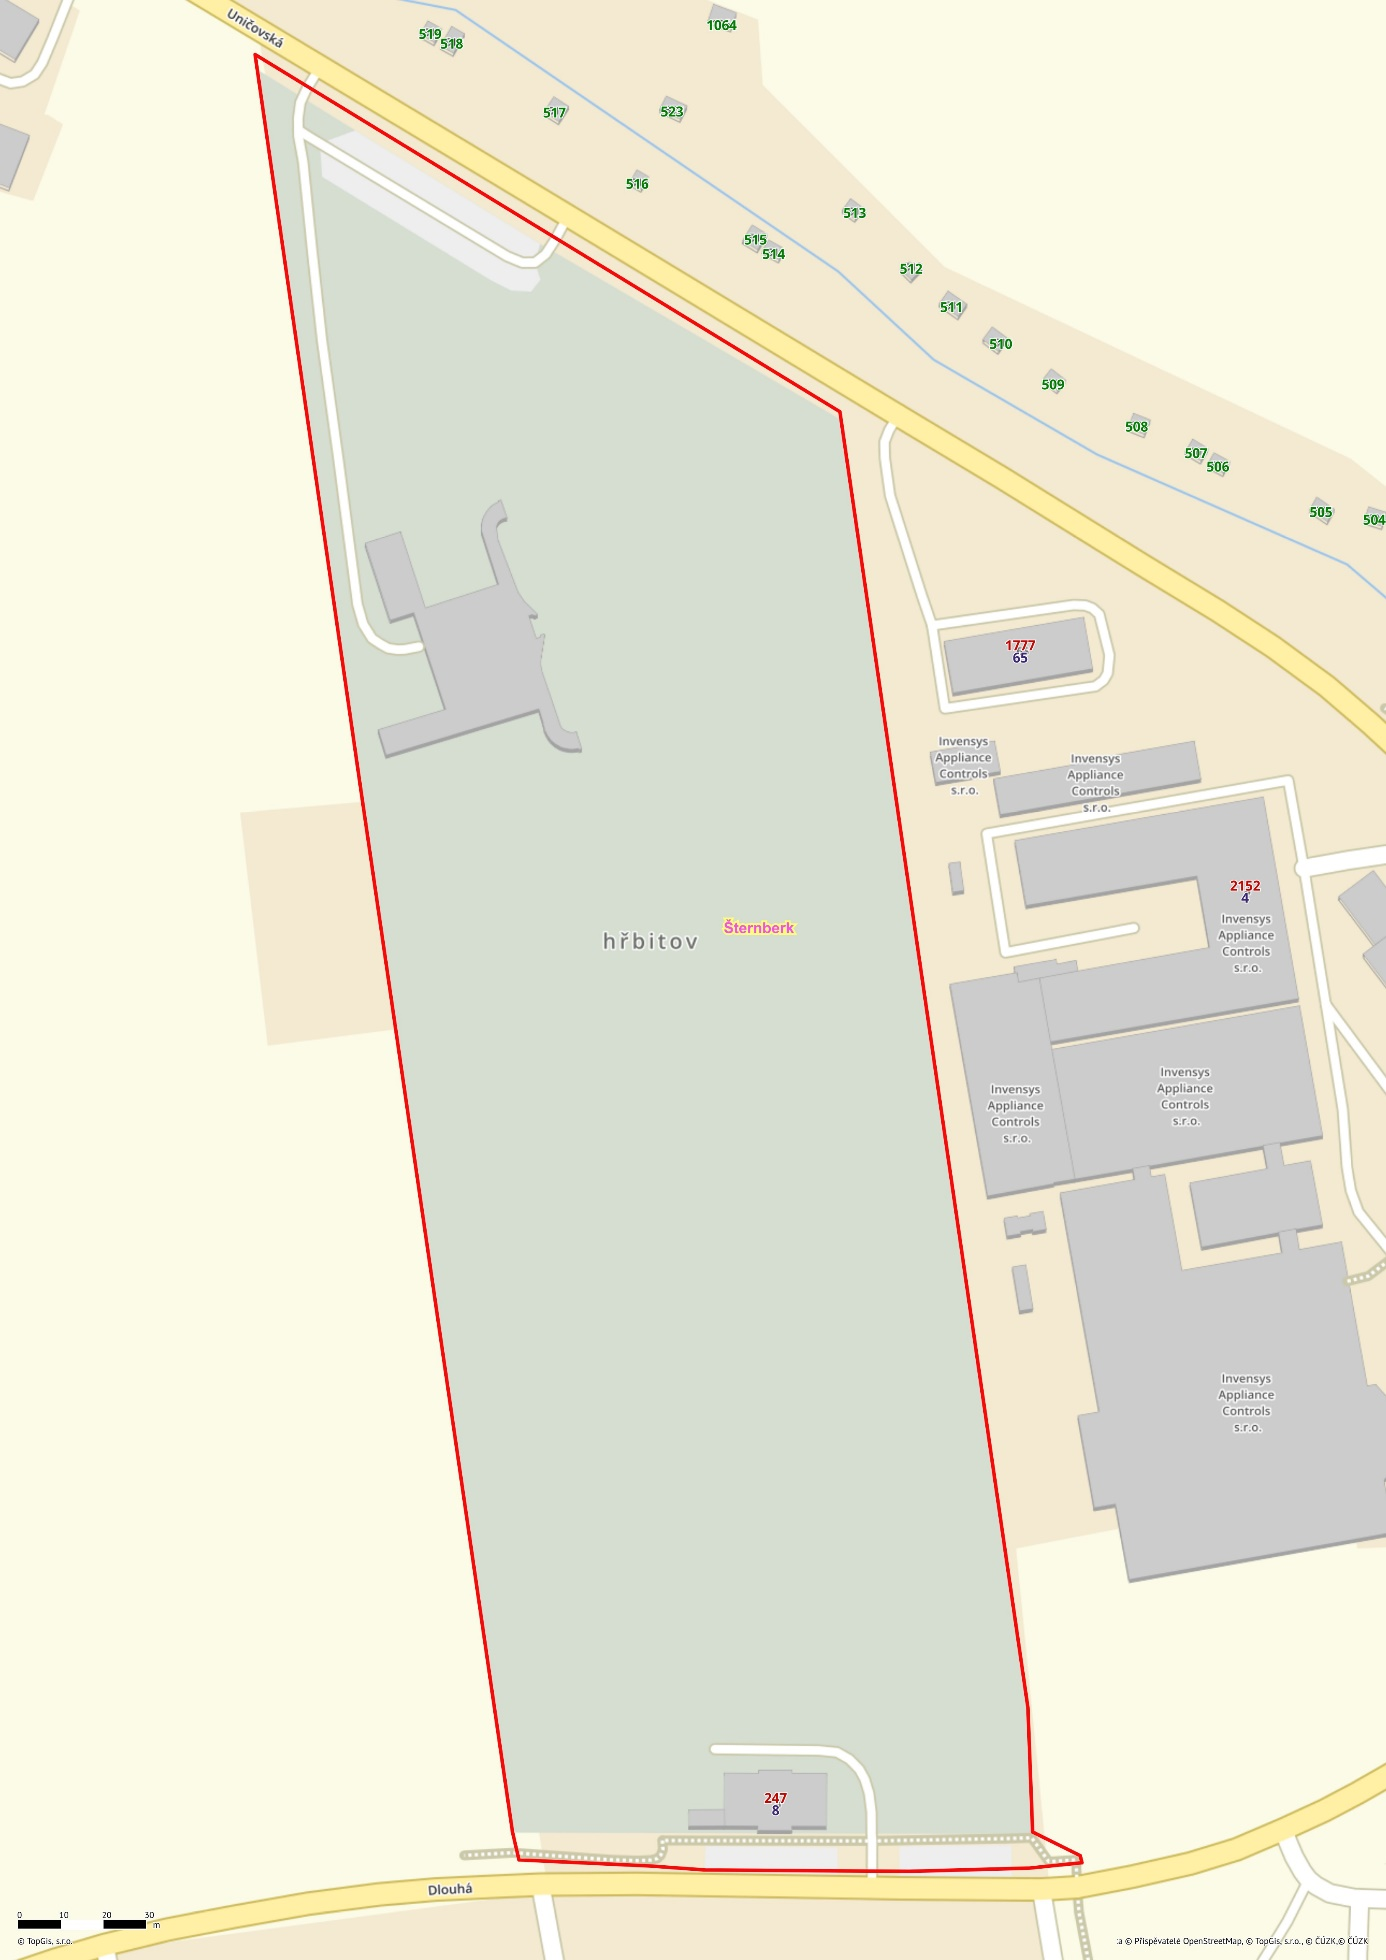 Uničovská
519
518
1064
517
523
516
513
515
514
512
511
510
509
508
507
506
505
504
1777
65
Invensys
Appliance
Controls
s.r.o.
Invensys
Appliance
Controls
s.r.o.
2152
4
Invensys
Appliance
Controls
s.r.o.
hřbitov
Šternberk
Invensys
Appliance
Controls
s.r.o.
Invensys
Appliance
Controls
s.r.o.
Invensys
Appliance
Controls
s.r.o.
247
8
Dlouhá
0 10 20 30
m
© TopGis, s.r.o.
:a © Přispěvatelé OpenStreetMap, © TopGis, s.r.o., © ČÚZK,© ČÚZK